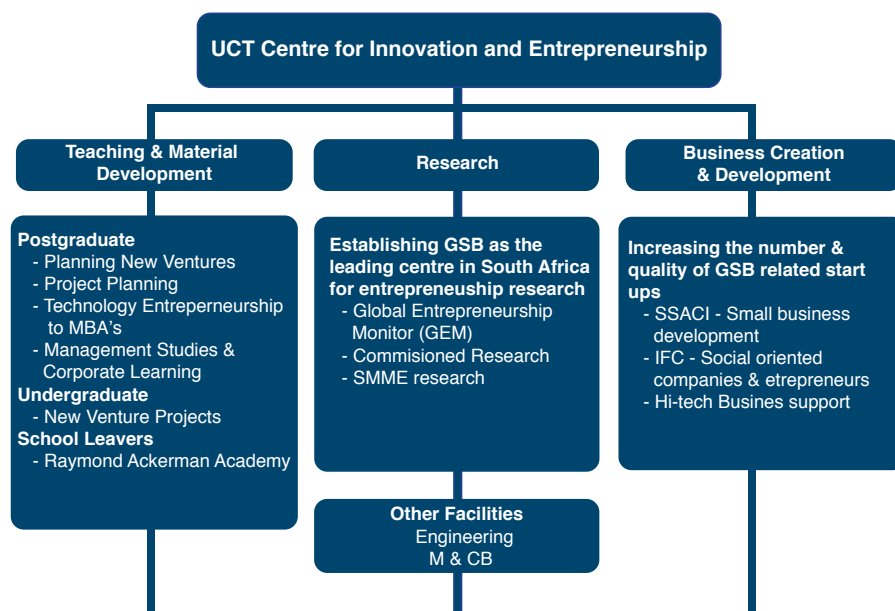 UCT Centre for Innovation and Entrepreneurship
Teaching & Material
Development
Postgraduate
- Planning New Ventures
- Project Planning
- Technology Entreperneurship
to MBA's
- Management Studies &
Corporate Learning
Undergraduate
- New Venture Projects
School Leavers
- Raymond Ackerman Academy
Research
Establishing GSB as the
leading centre in South Africa
for entrepreneuship research
- Global Entrepreneurship
Monitor (GEM)
- Commisioned Research
- SMME research
Other Facilities
Engineering
M & CB
Business Creation
& Development
Increasing the number &
quality of GSB related start
ups
- SSACI - Small business
development
- IFC - Social oriented
companies & etrepreneurs
- Hi-tech Busines support